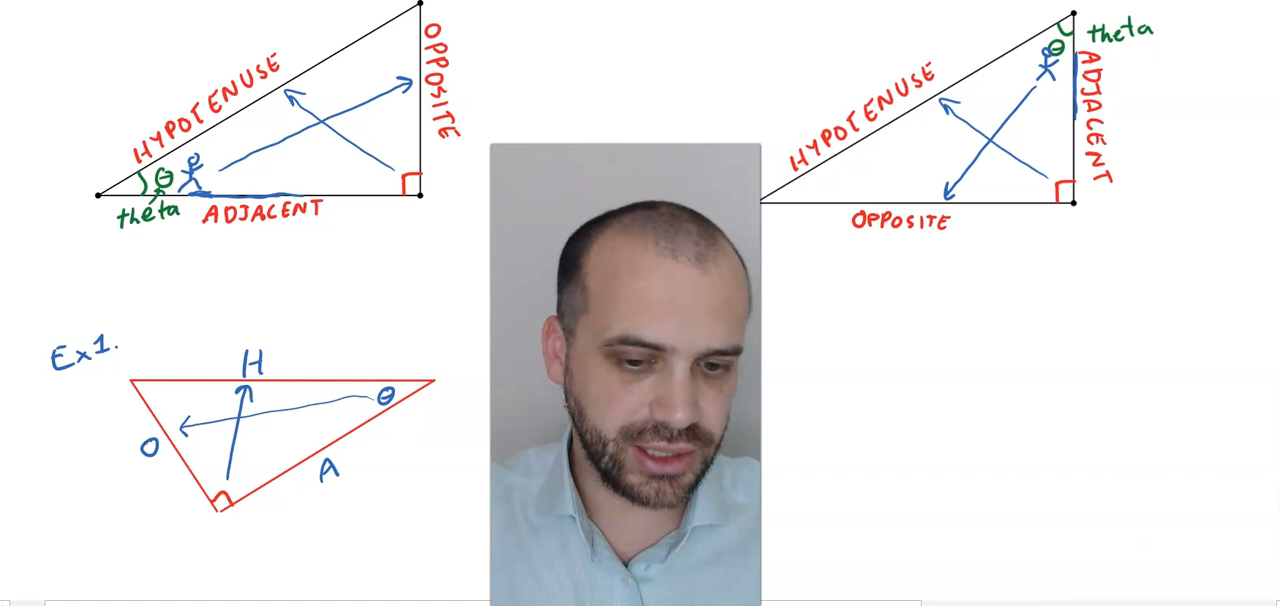 HYPOTENUSE
OPPOSITE
θ
theta
ADJACENT
theta
θ
HYPOTENUSE
ADJACENT
OPPOSITE
Ex1.
H
θ
O
A